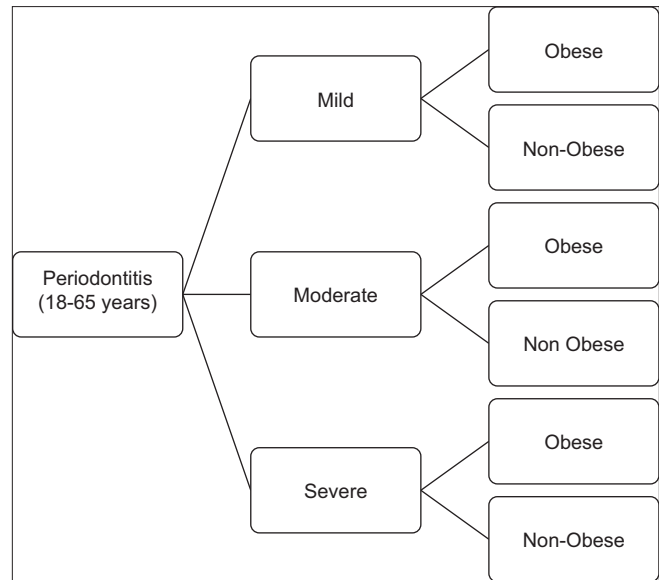 Periodontitis
(18-65 years)
Mild
Obese
Non-Obese
Moderate
Obese
Non Obese
Severe
Obese
Non-Obese